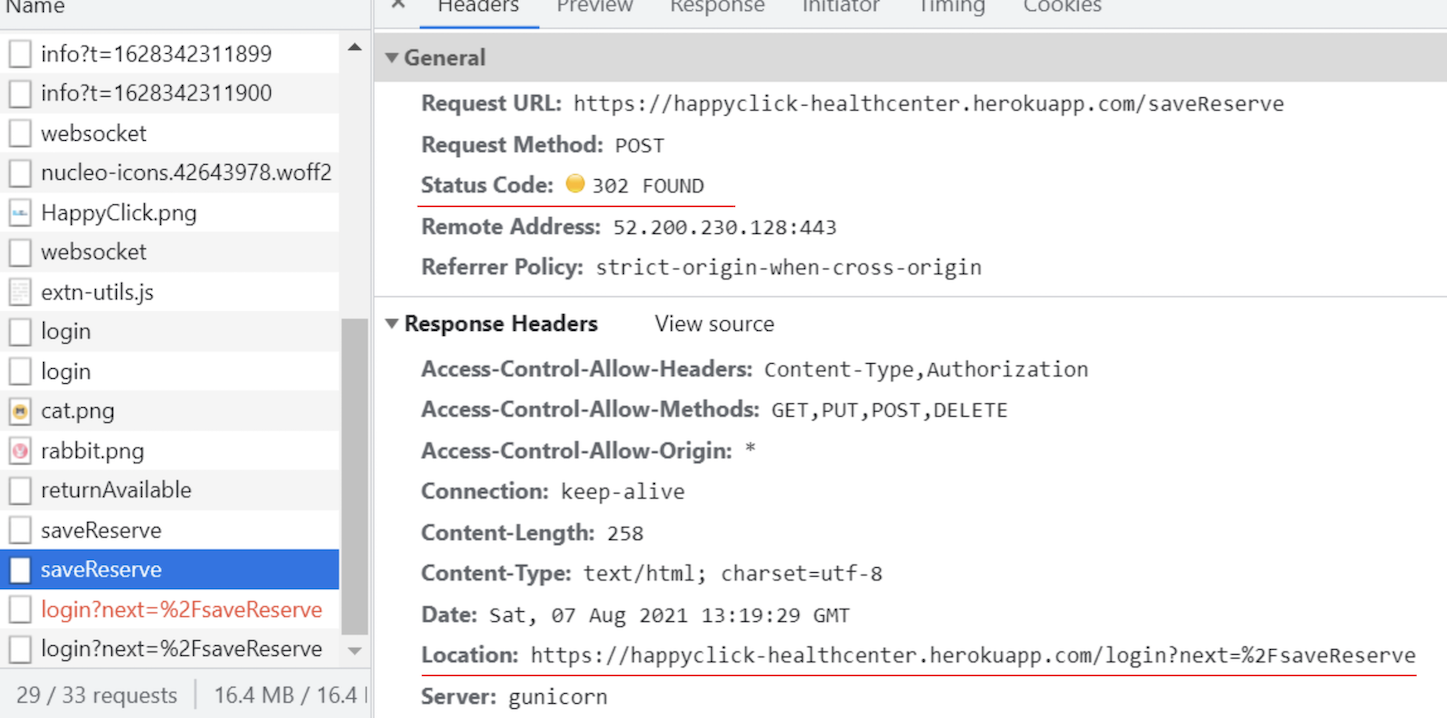 Name
info?t=1628342311899
info?t=1628342311900
websocket
nucleo-icons.42643978.woff2
HappyClick.png
websocket
extn-utils.js
login
login
cat.png
rabbit.png
returnAvailable
saveReserve
saveReserve
login?next=%2FsaveReserve
login?next=%2FsaveReserve
29 / 33 requests
16.4 MB / 16.4
Headers
Preview
Response
Initiator
Timing
Cookies
General
Request URL: https://happyclick-healthcenter.herokuapp.com/saveReserve
Request Method: POST
Status Code: 302 FOUND
Remote Address: 52.200.230.128:443
Referrer Policy: strict-origin-when-cross-origin
Response Headers View source
Access-Control-Allow-Headers: Content-Type,Authorization
Access-Control-Allow-Methods: GET,PUT,POST,DELETE
Access-Control-Allow-Origin: *
Connection: keep-alive
Content-Length: 258
Content-Type: text/html; charset=utf-8
Date: Sat, 07 Aug 2021 13:19:29 GMT
Location: https://happyclick-healthcenter.herokuapp.com/login?next=%2FsaveReserve
Server: gunicorn